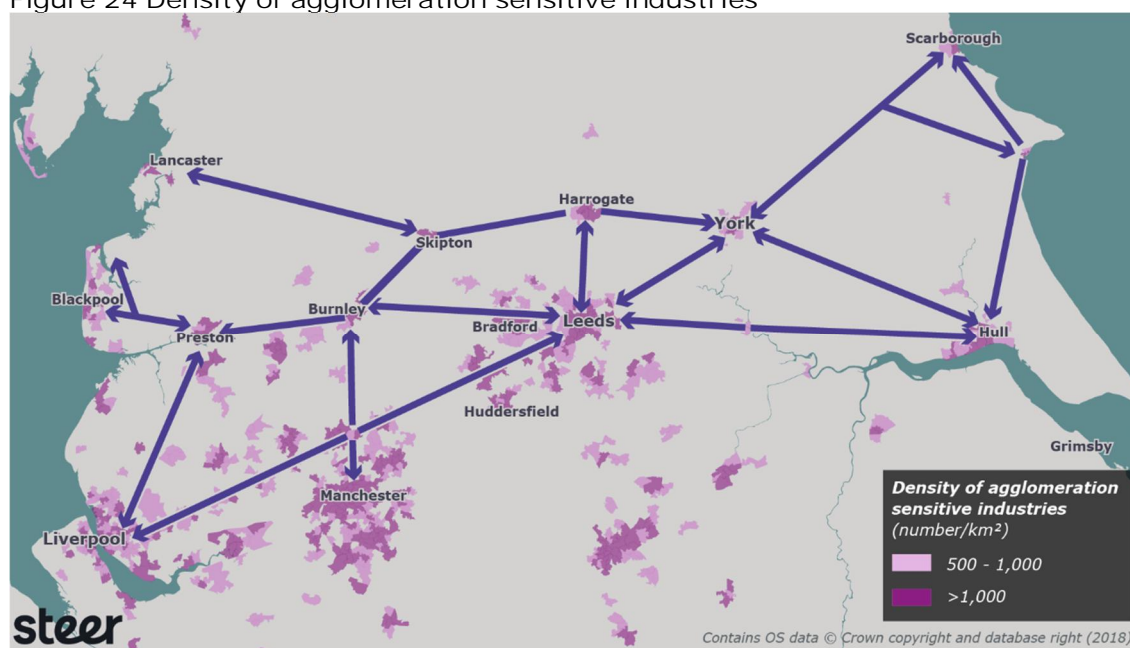 Figure 24 Density of agglomeration sensitive industries
Scarborough
Lancaster
Harrogate
York
Skipton
Blackpool
Burnley
Bradford
Leeds
Preston
Hull
Huddersfield
Grimsby
Manchester
Liverpool
Density of agglomeration
sensitive industries
(number/km²)
500 - 1,000
>1,000
steer
Contains OS data © Crown copyright and database right (2018)